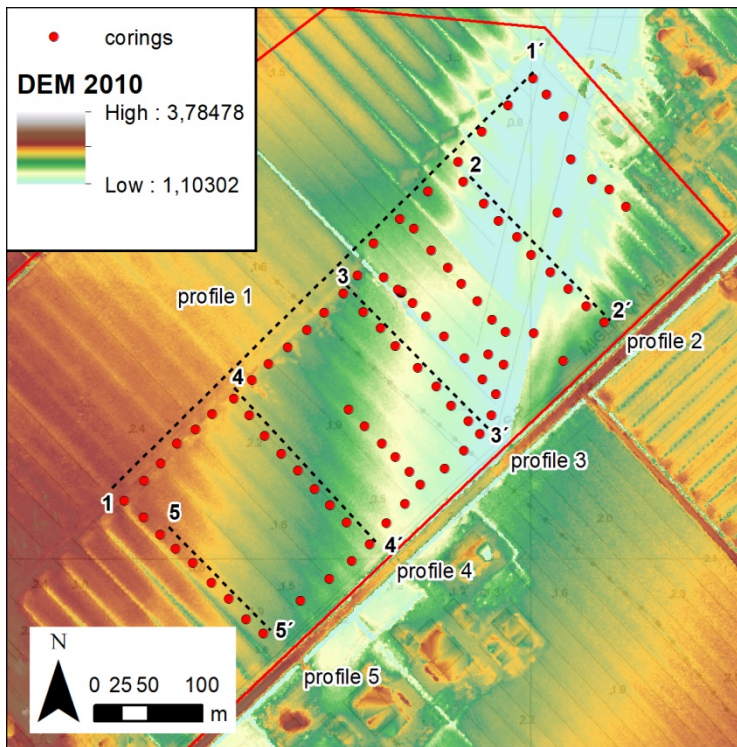 corings
DEM 2010
High : 3,78478
Low : 1,10302
1´
2
profile 1
3
2´
profile 2
4
3´
profile 3
1
5
4´
profile 4
5´
profile 5
N
0 25 50 100
m